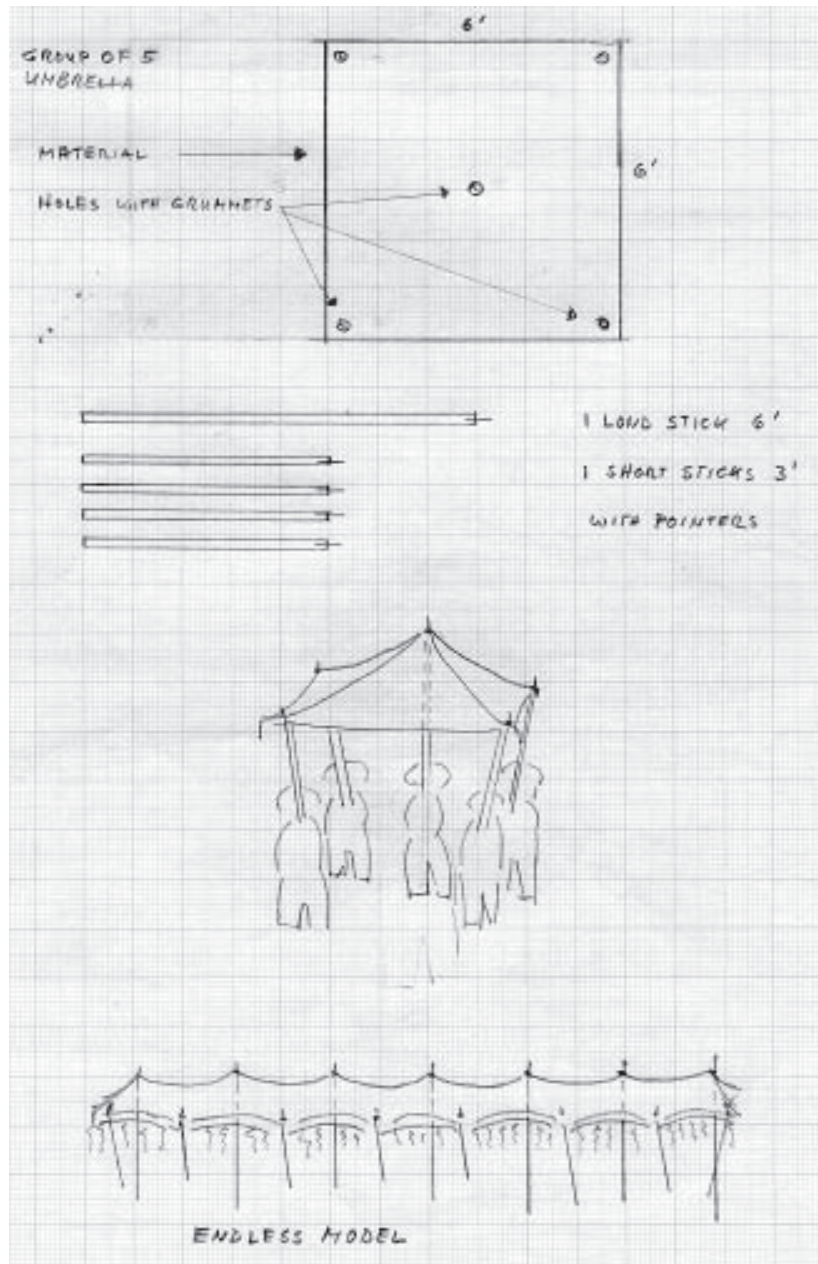 6'
GROUP OF 5
UMBRELLA
MATERIAL
6'
HOLES WITH GRUMMETS
1 LONG STICK 6'
1 SHORT STICKS 3'
WITH POINTERS
ENDLESS MODEL